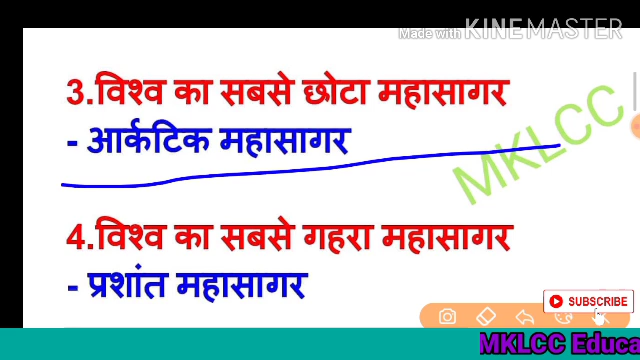 Made with KINEMASTER
3.विश्व का सबसे छोटा महासागर
- आर्कटिक महासागर
MKLCC
4.विश्व का सबसे गहरा महासागर
- प्रशांत महासागर
SUBSCRIBE
MKLCC Educa